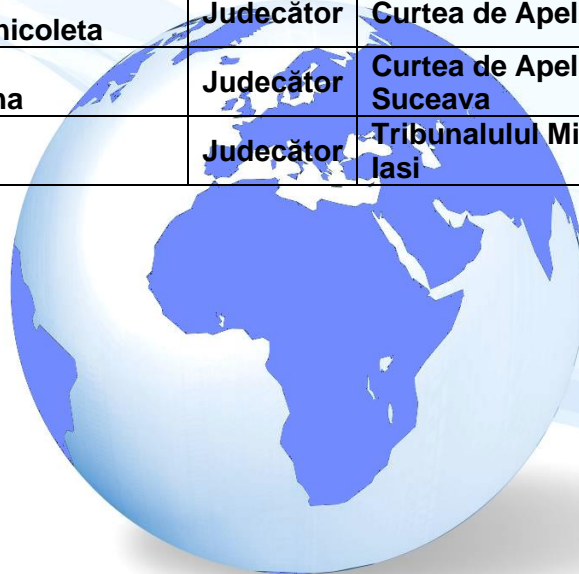 nicoleta Judecător Curtea de Apel
na Judecător Curtea de Apel
Suceava
Judecător Tribunalulul Mi
Iasi